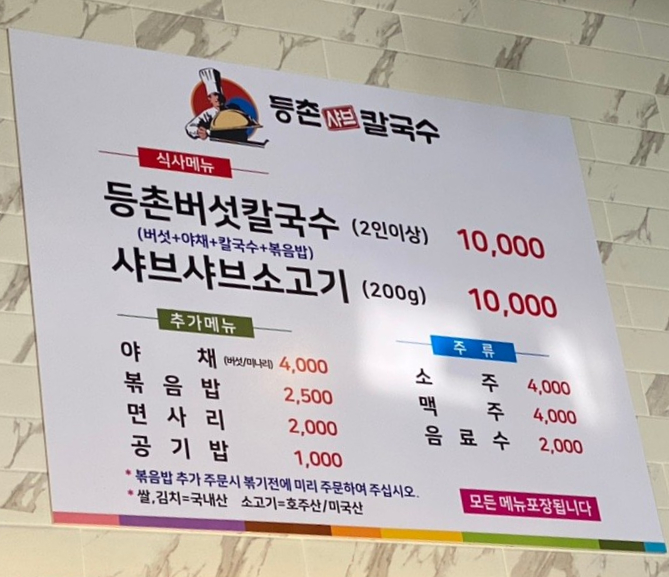 등촌샤브칼국수
식사메뉴
등촌버섯칼국수 (2인이상) 10,000
(버섯+야채+칼국수+볶음밥)
샤브샤브소고기 (200g) 10,000
추가메뉴
야 채 (버섯/미나리) 4,000
볶음밥 2,500
면사리 2,000
공기밥 1,000
주 류
소 주 4,000
맥 주 4,000
음 료 수 2,000
* 볶음밥 추가 주문시 볶기전에 미리 주문하여 주십시오.
* 쌀,김치=국내산 소고기=호주산/미국산
모든 메뉴포장됩니다